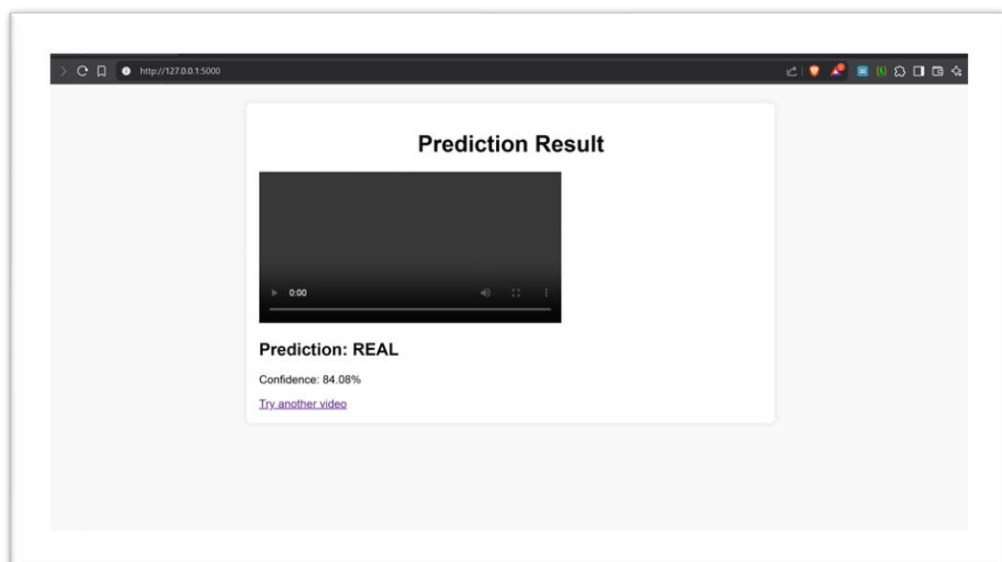 http://127.0.0.1:5000
Prediction Result
0:00
Prediction: REAL
Confidence: 84.08%
Try another video